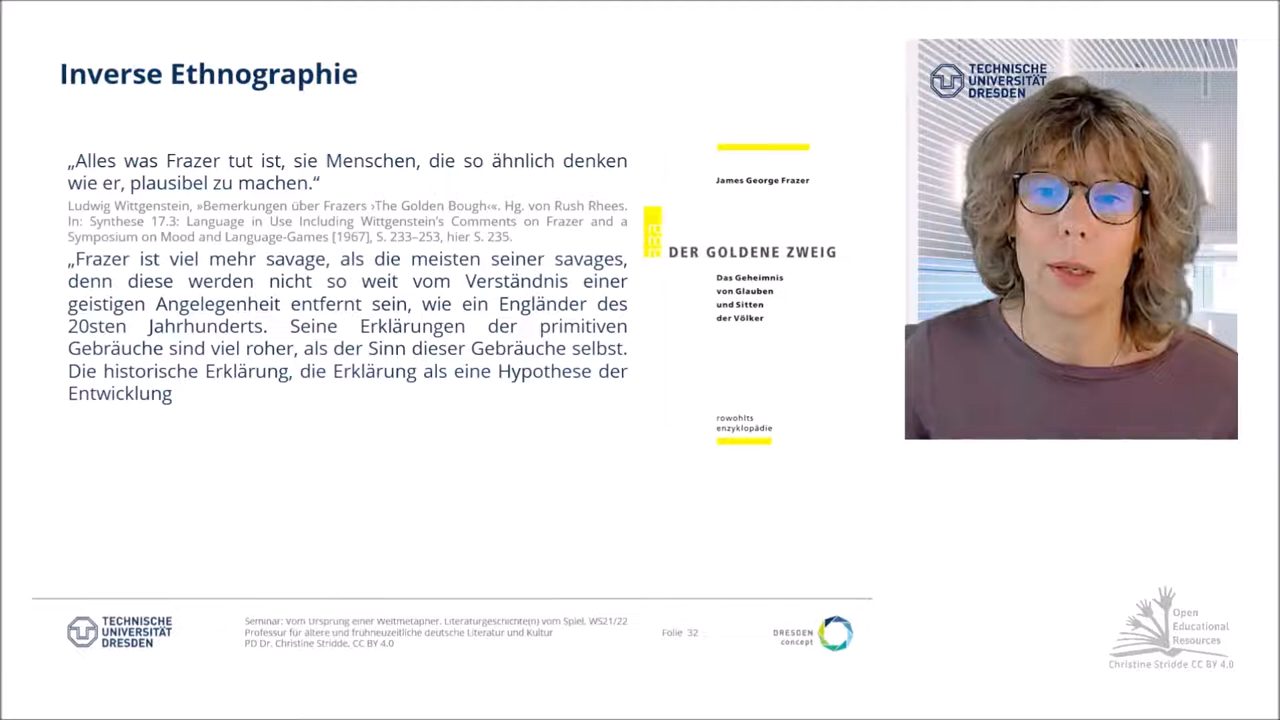 Inverse Ethnographie
„Alles was Frazer tut ist, sie Menschen, die so ähnlich denken
wie er, plausibel zu machen.“
Ludwig Wittgenstein, »Bemerkungen über Frazers ›The Golden Bough‹«. Hg. von Rush Rhees.
In: Synthese 17.3: Language in Use Including Wittgenstein's Comments on Frazer and a
Symposium on Mood and Language-Games [1967], S. 233–253, hier S. 235.
„Frazer ist viel mehr savage, als die meisten seiner savages,
denn diese werden nicht so weit vom Verständnis einer
geistigen Angelegenheit entfernt sein, wie ein Engländer des
20sten Jahrhunderts. Seine Erklärungen der primitiven
Gebräuche sind viel roher, als der Sinn dieser Gebräuche selbst.
Die historische Erklärung, die Erklärung als eine Hypothese der
Entwicklung
James George Frazer
DER GOLDENE ZWEIG
Das Geheimnis
von Glauben
und Sitten
der Völker
rowohlts
enzyklopädie
TECHNISCHE
UNIVERSITÄT
DRESDEN
TECHNISCHE
UNIVERSITÄT
DRESDEN
Seminar: Vom Ursprung einer Weltmetapher. Literaturgeschichte(n) vom Spiel, WS21/22
Professur für ältere und frühneuzeitliche deutsche Literatur und Kultur
PD Dr. Christine Stridde, CC BY 4.0
Folie 32
DRESDEN
concept
Open
Educational
Resources
Christine Stridde CC BY 4.0